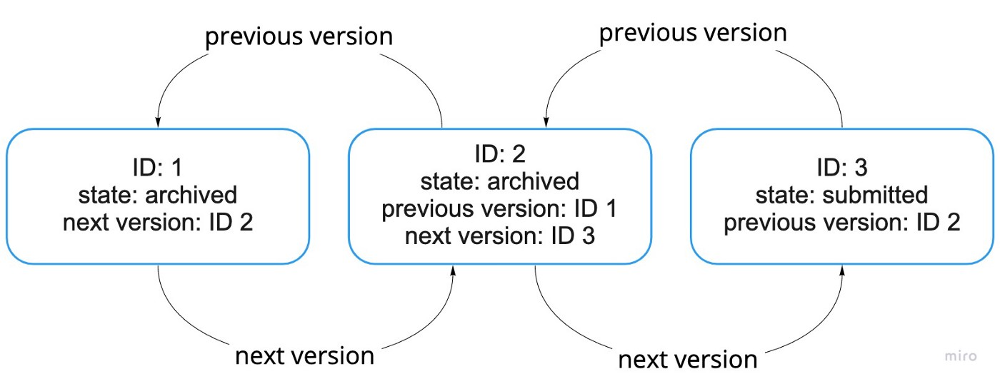 previous version
previous version
ID: 1
state: archived
next version: ID 2
ID: 2
state: archived
previous version: ID 1
next version: ID 3
ID: 3
state: submitted
previous version: ID 2
next version
next version
miro